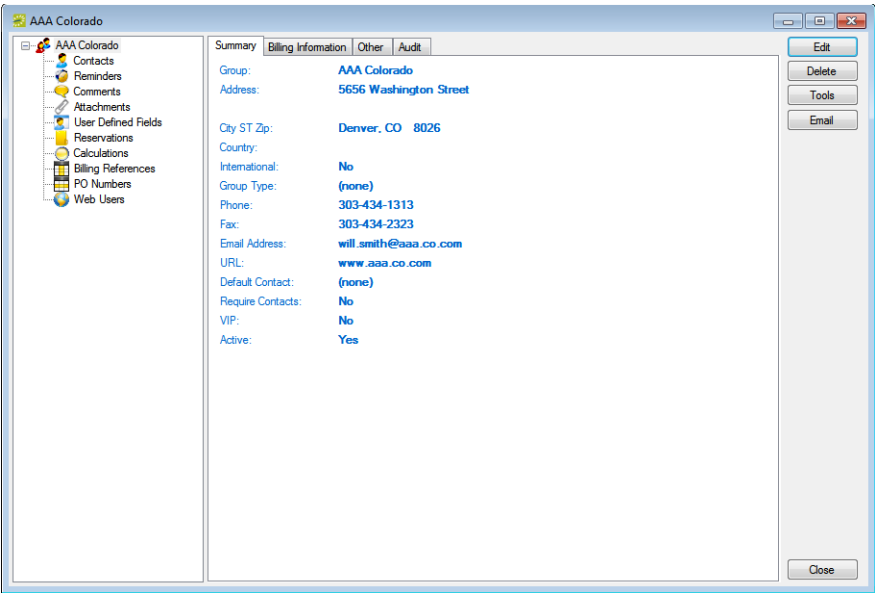 AAA Colorado
AAA Colorado
Contacts
Reminders
Comments
Attachments
User Defined Fields
Reservations
Calculations
Billing References
PO Numbers
Web Users
Summary Billing Information Other Audit
Group: AAA Colorado
Address: 5656 Washington Street
City ST Zip: Denver, CO 8026
Country:
International: No
Group Type: (none)
Phone: 303-434-1313
Fax: 303-434-2323
Email Address: will.smith@aaa.co.com
URL: www.aaa.co.com
Default Contact: (none)
Require Contacts: No
VIP: No
Active: Yes
Edit
Delete
Tools
Email
Close